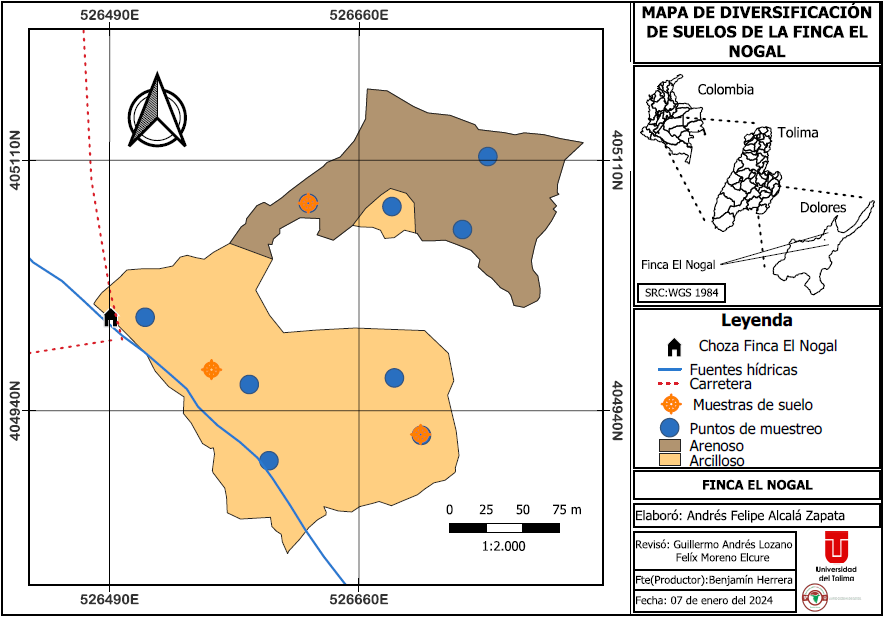 526490E
526660E
405110N
405110N
404940N
404940N
0 25 50 75 m
1:2.000
526490E
526660E
MAPA DE DIVERSIFICACIÓN
DE SUELOS DE LA FINCA EL
NOGAL
Colombia
Tolima
Dolores
Finca El Nogal
SRC:WGS 1984
Leyenda
Choza Finca El Nogal
Fuentes hídricas
Carretera
Muestras de suelo
Puntos de muestreo
Arenoso
Arcilloso
FINCA EL NOGAL
Elaboró: Andrés Felipe Alcalá Zapata
Revisó: Guillermo Andrés Lozano
Felíx Moreno Elcure
Fte(Productor):Benjamín Herrera
Fecha: 07 de enero del 2024
Universidad
del Tolima